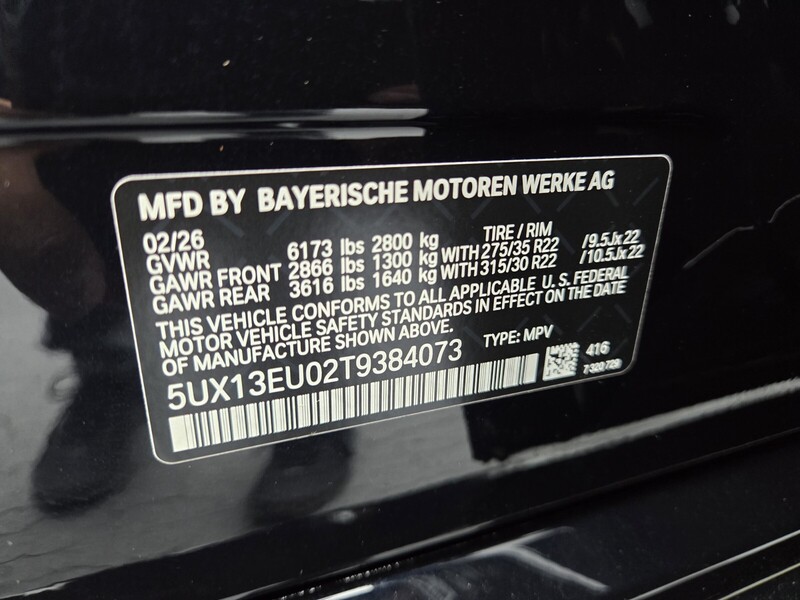 MFD BY BAYERISCHE MOTOREN WERKE AG
02/26 TIRE / RIM
GVWR 6173 lbs 2800 kg
GAWR FRONT 2866 lbs 1300 kg WITH 275/35 R22 /9.5Jx22
GAWR REAR 3616 lbs 1640 kg WITH 315/30 R22 /10.5Jx22
THIS VEHICLE CONFORMS TO ALL APPLICABLE U. S. FEDERAL
MOTOR VEHICLE SAFETY STANDARDS IN EFFECT ON THE DATE
OF MANUFACTURE SHOWN ABOVE.
5UX13EU02T9384073 TYPE: MPV
416
7 320 729